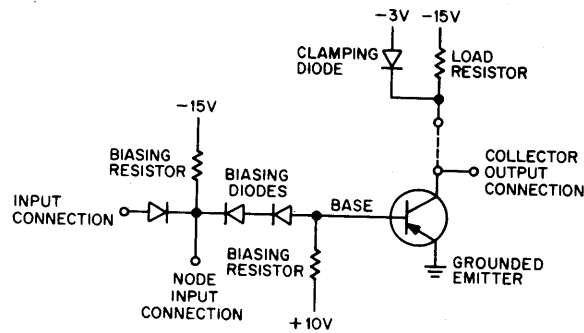 -3V -15V
CLAMPING
DIODE
LOAD
RESISTOR
-15V
BIASING
RESISTOR
BIASING
DIODES
COLLECTOR
OUTPUT
CONNECTION
INPUT
CONNECTION
BASE
NODE
INPUT
CONNECTION
BIASING
RESISTOR
GROUNDED
EMITTER
+10V